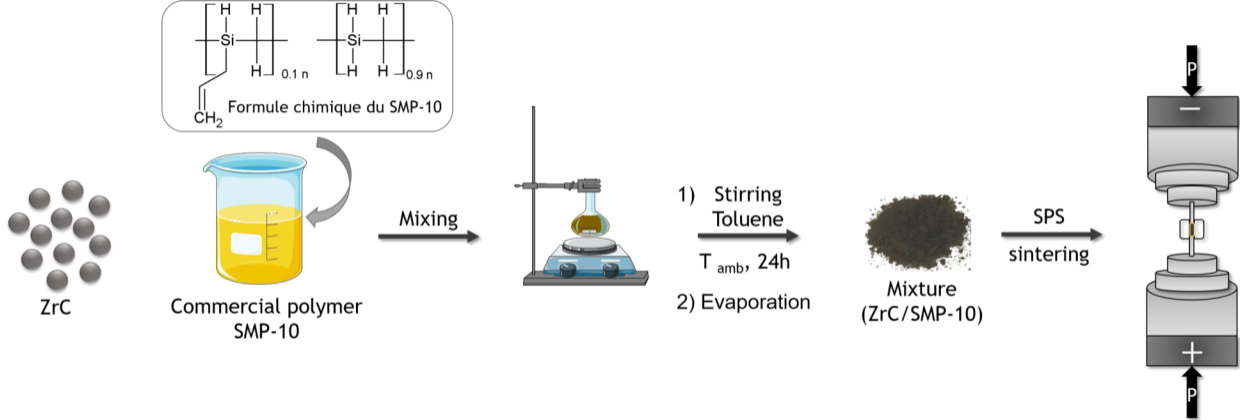 H H
Si
H
0.1 n
CH2
H H
Si
H H
0.9 n
Formule chimique du SMP-10
ZrC
Commercial polymer
SMP-10
Mixing
1) Stirring
Toluene
T amb, 24h
2) Evaporation
Mixture
(ZrC/SMP-10)
SPS
sintering
P
−
+
P